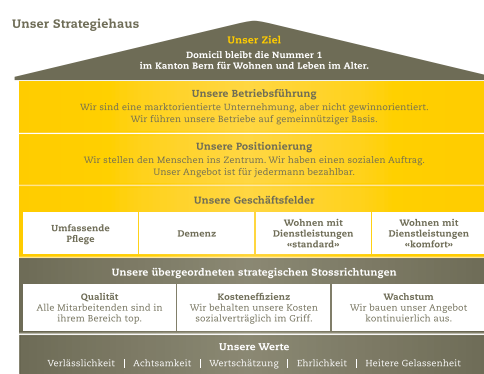 Unser Strategiehaus
Unser Ziel
Domicil bleibt die Nummer 1
im Kanton Bern für Wohnen und Leben im Alter.
Unsere Betriebsführung
Wir sind eine marktorientierte Unternehmung, aber nicht gewinnorientiert.
Wir führen unsere Betriebe auf gemeinnütziger Basis.
Unsere Positionierung
Wir stellen den Menschen ins Zentrum. Wir haben einen sozialen Auftrag.
Unser Angebot ist für jedermann bezahlbar.
Unsere Geschäftsfelder
Umfassende
Pflege
Demenz
Wohnen mit
Dienstleistungen
«standard»
Wohnen mit
Dienstleistungen
«komfort»
Unsere übergeordneten strategischen Stossrichtungen
Qualität
Alle Mitarbeitenden sind in
ihrem Bereich top.
Kosteneffizienz
Wir behalten unsere Kosten
sozialverträglich im Griff.
Wachstum
Wir bauen unser Angebot
kontinuierlich aus.
Unsere Werte
Verlässlichkeit | Achtsamkeit | Wertschätzung | Ehrlichkeit | Heitere Gelassenheit